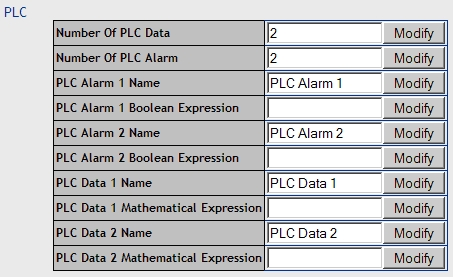 PLC
Number Of PLC Data 2 Modify
Number Of PLC Alarm 2 Modify
PLC Alarm 1 Name PLC Alarm 1 Modify
PLC Alarm 1 Boolean Expression Modify
PLC Alarm 2 Name PLC Alarm 2 Modify
PLC Alarm 2 Boolean Expression Modify
PLC Data 1 Name PLC Data 1 Modify
PLC Data 1 Mathematical Expression Modify
PLC Data 2 Name PLC Data 2 Modify
PLC Data 2 Mathematical Expression Modify